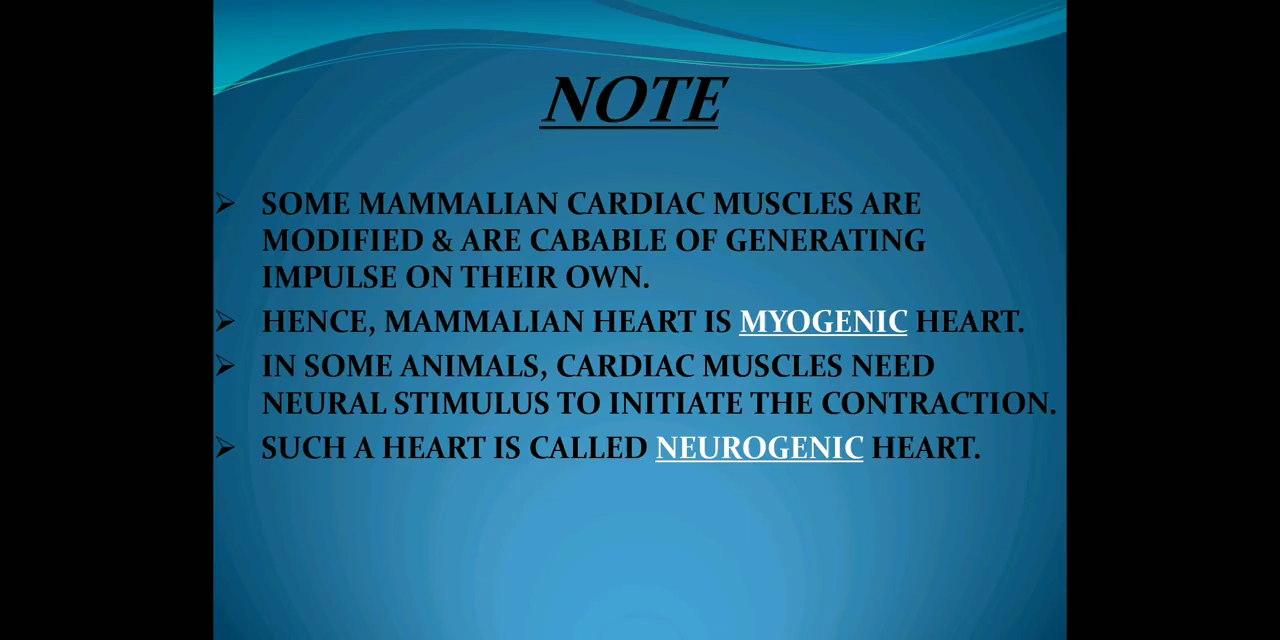 NOTE
➢ SOME MAMMALIAN CARDIAC MUSCLES ARE
MODIFIED & ARE CABABLE OF GENERATING
IMPULSE ON THEIR OWN.
➢ HENCE, MAMMALIAN HEART IS MYOGENIC HEART.
➢ IN SOME ANIMALS, CARDIAC MUSCLES NEED
NEURAL STIMULUS TO INITIATE THE CONTRACTION.
➢ SUCH A HEART IS CALLED NEUROGENIC HEART.